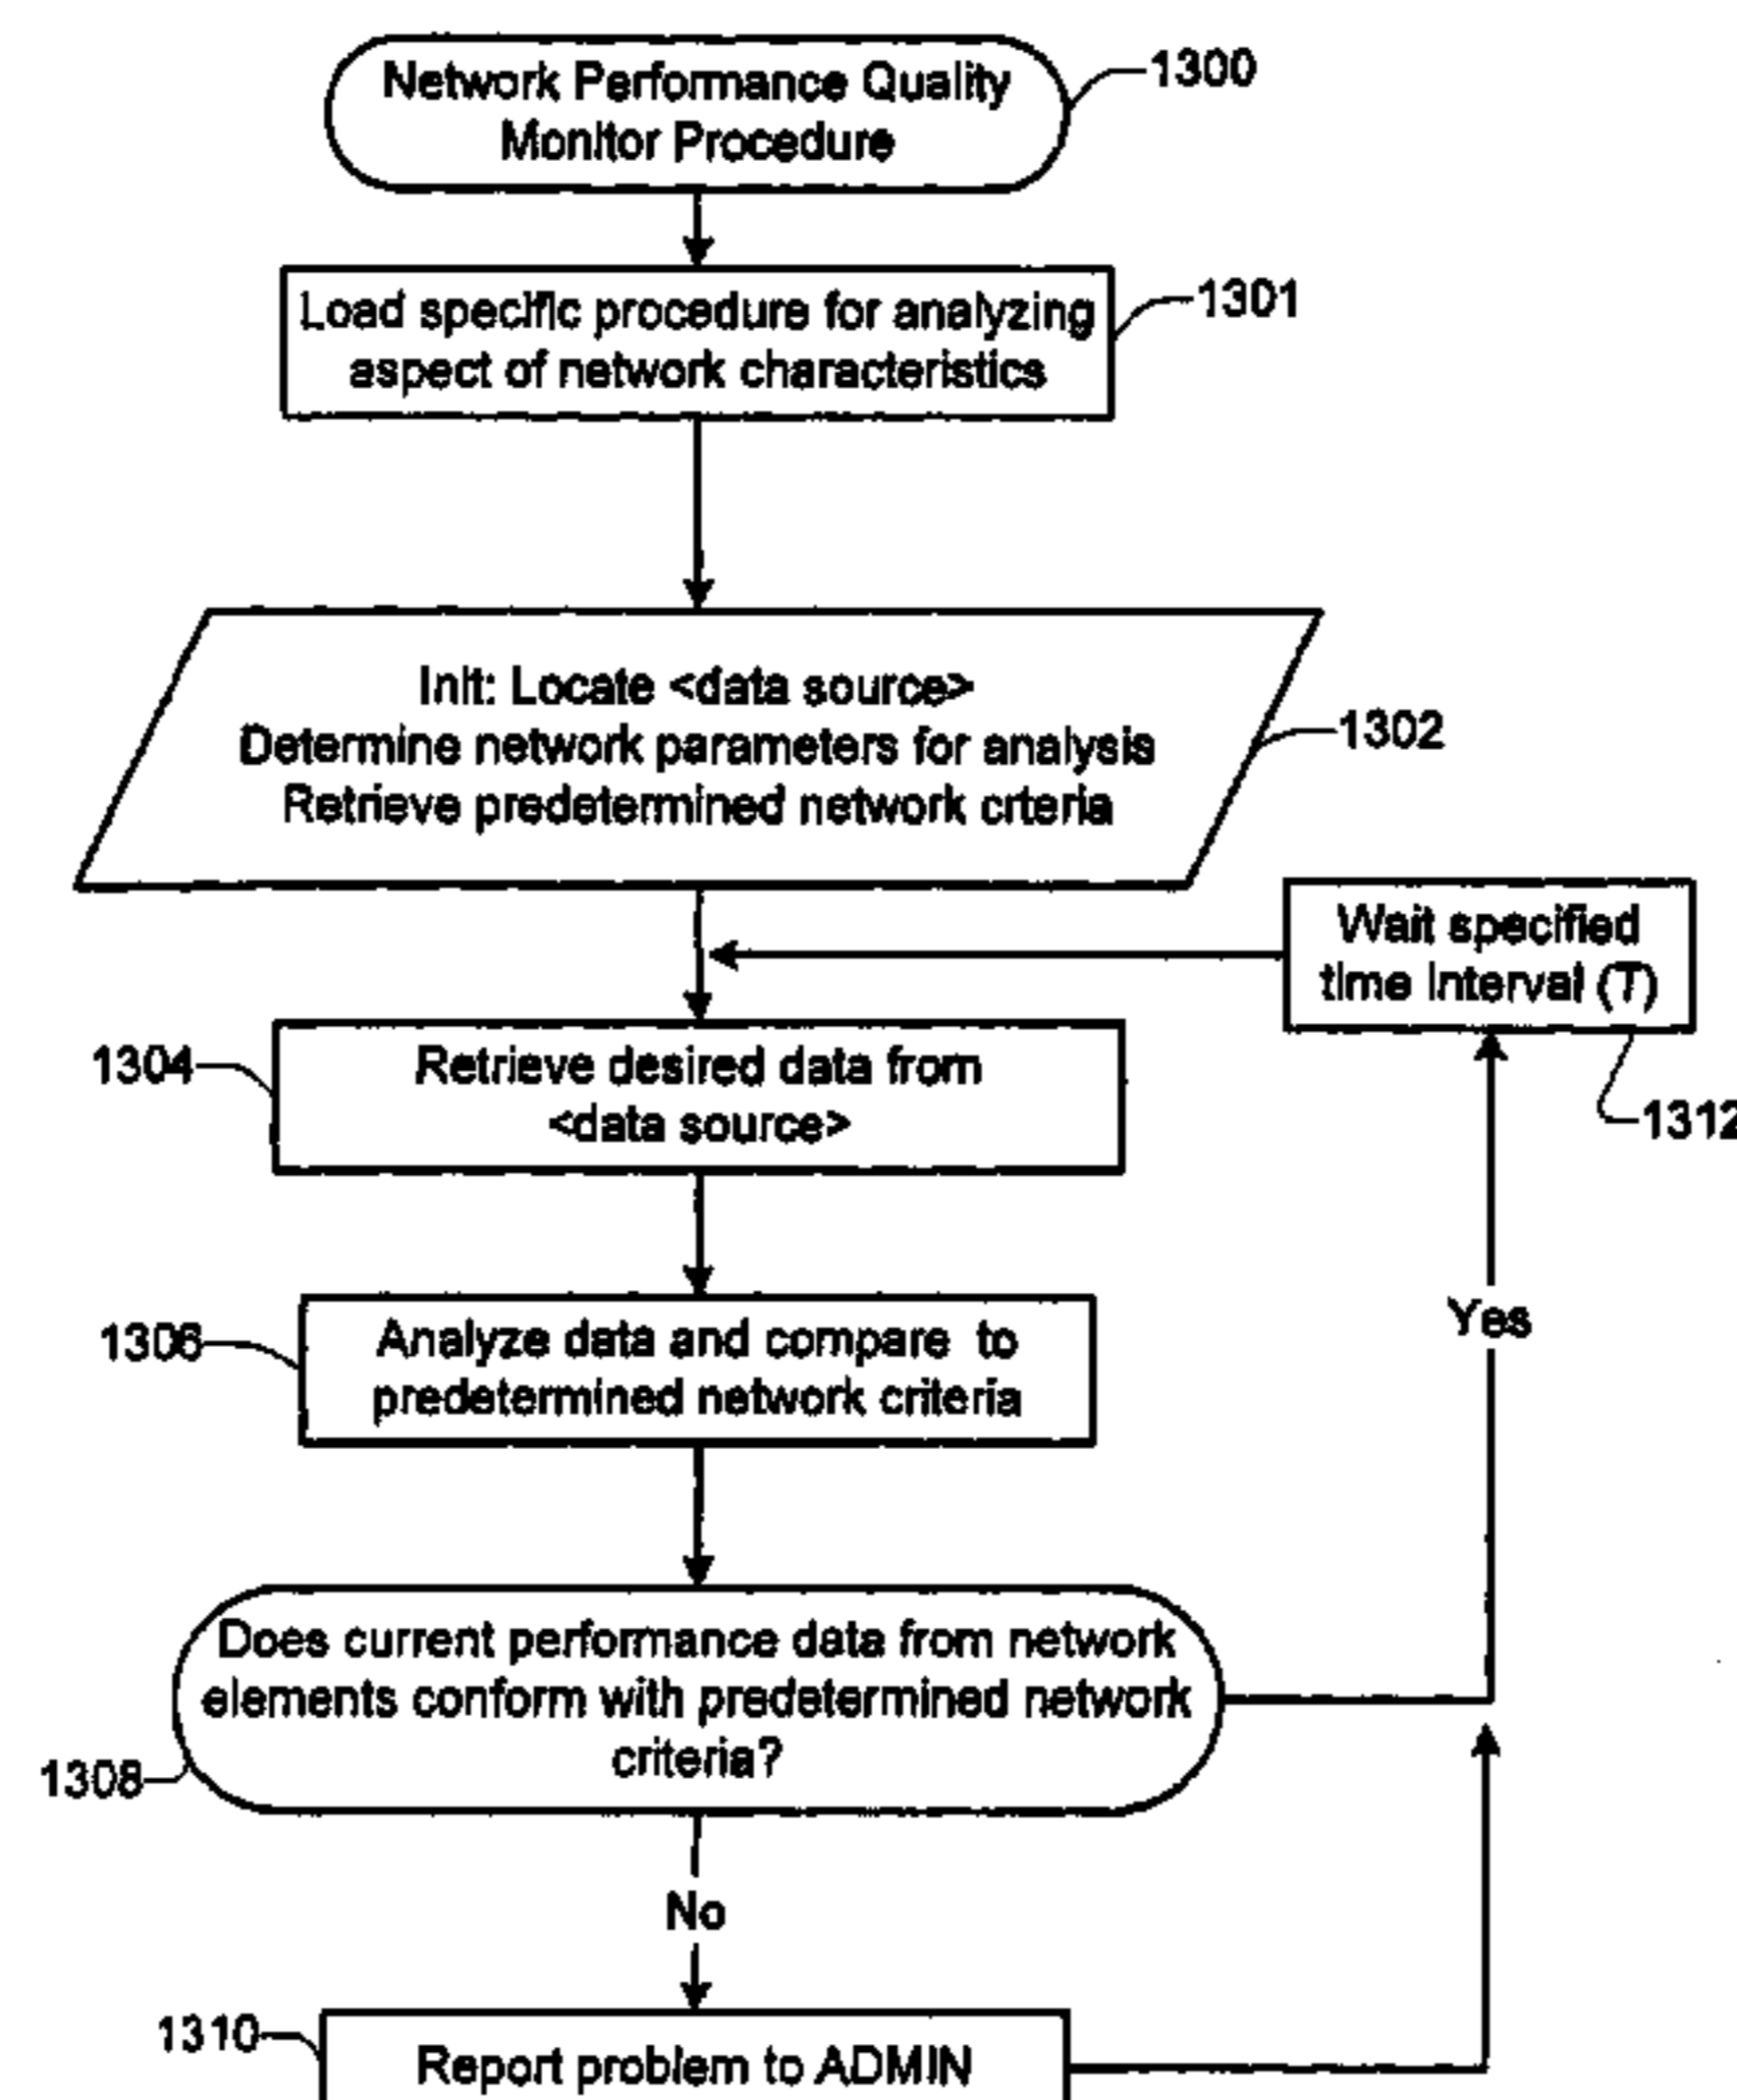 Network Performance Quality
Monitor Procedure
1300
Load specific procedure for analyzing
aspect of network characteristics
1301
Init: Locate <data source>
Determine network parameters for analysis
Retrieve predetermined network crteria
1302
Wait specified
time interval (T)
1312
1304
Retrieve desired data from
<data source>
1306
Analyze data and compare to
predetermined network criteria
Yes
Does current performance data from network
elements conform with predetermined network
criteria?
1308
No
1310
Report problem to ADMIN